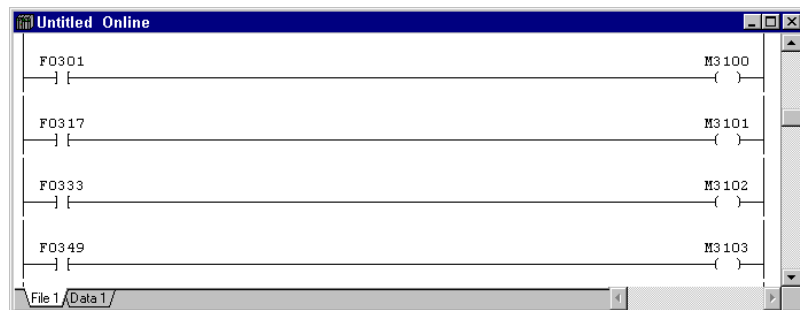 Untitled Online
F0301 M3100
F0317 M3101
F0333 M3102
F0349 M3103
File 1 Data 1